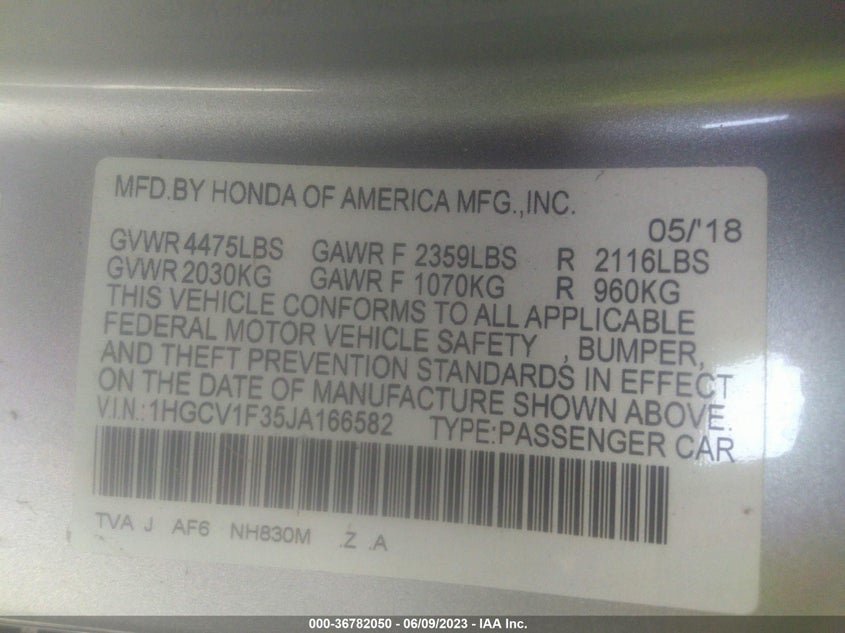 MFD.BY HONDA OF AMERICA MFG.,INC.
05/'18
GVWR 4475LBS GAWR F 2359LBS R 2116LBS
GVWR 2030KG GAWR F 1070KG R 960KG
THIS VEHICLE CONFORMS TO ALL APPLICABLE
FEDERAL MOTOR VEHICLE SAFETY , BUMPER,
AND THEFT PREVENTION STANDARDS IN EFFECT
ON THE DATE OF MANUFACTURE SHOWN ABOVE.
V.I.N.:1HGCV1F35JA166582 TYPE:PASSENGER CAR
TVA J AF6 NH830M .Z .A
000-36782050 - 06/09/2023 - IAA Inc.